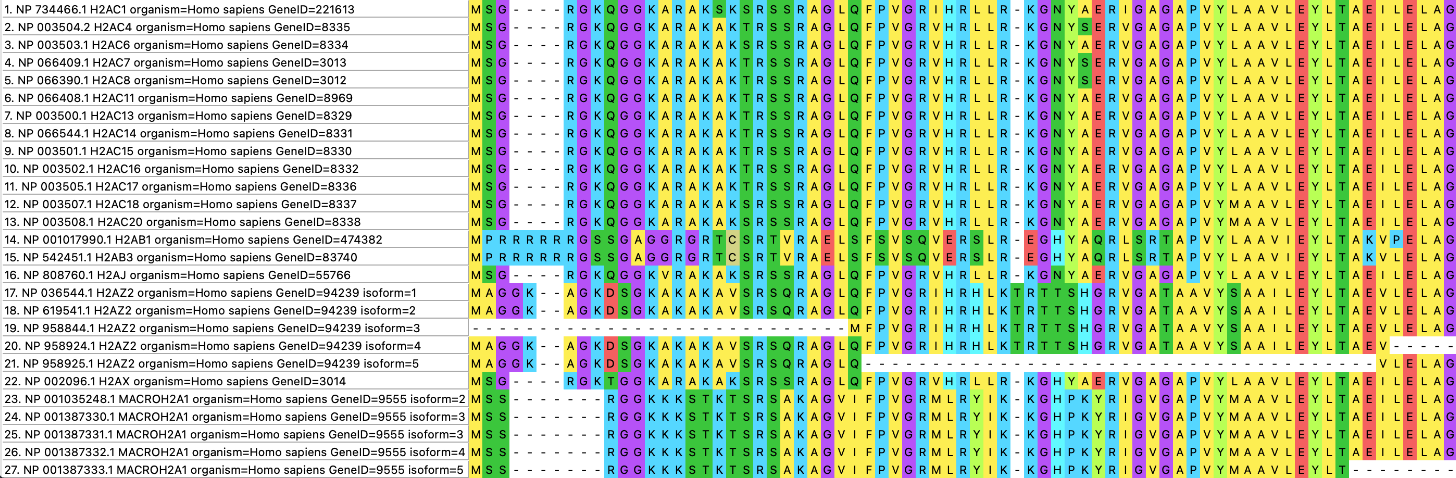 1. NP 734466.1 H2AC1 organism=Homo sapiens GeneID=221613 MSG----RGKQGGKARAKSKSRSSRAGLQFPVGRIHRLLR-KGNYAERVGAGAPVYLAAVLEYLTAEILELAG
2. NP 003504.2 H2AC4 organism=Homo sapiens GeneID=8335 MSG----RGKQGGKARAKAKTRSSRAGLQFPVGRVHRLLR-KGNYSERVGAGAPVYLAAVLEYLTAEILELAG
3. NP 003503.1 H2AC6 organism=Homo sapiens GeneID=8334 MSG----RGKQGGKARAKAKTRSSRAGLQFPVGRVHRLLR-KGNYAERVGAGAPVYLAAVLEYLTAEILELAG
4. NP 066409.1 H2AC7 organism=Homo sapiens GeneID=3013 MSG----RGKQGGKARAKAKTRSSRAGLQFPVGRVHRLLR-KGNYSERVGAGAPVYLAAVLEYLTAEILELAG
5. NP 066390.1 H2AC8 organism=Homo sapiens GeneID=3012 MSG----RGKQGGKARAKAKTRSSRAGLQFPVGRVHRLLR-KGNYSERVGAGAPVYLAAVLEYLTAEILELAG
6. NP 066408.1 H2AC11 organism=Homo sapiens GeneID=8969 MSG----RGKQGGKARAKAKTRSSRAGLQFPVGRVHRLLR-KGNYAERVGAGAPVYLAAVLEYLTAEILELAG
7. NP 003500.1 H2AC13 organism=Homo sapiens GeneID=8329 MSG----RGKQGGKARAKAKTRSSRAGLQFPVGRVHRLLR-KGNYAERVGAGAPVYLAAVLEYLTAEILELAG
8. NP 066544.1 H2AC14 organism=Homo sapiens GeneID=8331 MSG----RGKQGGKARAKAKTRSSRAGLQFPVGRVHRLLR-KGNYAERVGAGAPVYLAAVLEYLTAEILELAG
9. NP 003501.1 H2AC15 organism=Homo sapiens GeneID=8330 MSG----RGKQGGKARAKAKTRSSRAGLQFPVGRVHRLLR-KGNYAERVGAGAPVYLAAVLEYLTAEILELAG
10. NP 003502.1 H2AC16 organism=Homo sapiens GeneID=8332 MSG----RGKQGGKARAKAKTRSSRAGLQFPVGRVHRLLR-KGNYAERVGAGAPVYLAAVLEYLTAEILELAG
11. NP 003505.1 H2AC17 organism=Homo sapiens GeneID=8336 MSG----RGKQGGKARAKAKTRSSRAGLQFPVGRVHRLLR-KGNYAERVGAGAPVYLAAVLEYLTAEILELAG
12. NP 003507.1 H2AC18 organism=Homo sapiens GeneID=8337 MSG----RGKQGGKARAKAKSRSSRAGLQFPVGRVHRLLR-KGNYAERVGAGAPVYMAAVLEYLTAEILELAG
13. NP 003508.1 H2AC20 organism=Homo sapiens GeneID=8338 MSG----RGKQGGKARAKAKSRSSRAGLQFPVGRVHRLLR-KGNYAERVGAGAPVYMAAVLEYLTAEILELAG
14. NP 001017990.1 H2AB1 organism=Homo sapiens GeneID=474382 MPRRRRRRGSSGAGGRGRTCSRTVRAELSFSVSQVERSLR-EGHYAQRLSRTAPVYLAAVIEYLTAKVPELAG
15. NP 542451.1 H2AB3 organism=Homo sapiens GeneID=83740 MPRRRRRRGSSGAGGRGRTCSRTVRAELSFSVSQVERSLR-EGHYAQRLSRTAPVYLAAVIEYLTAKVLELAG
16. NP 808760.1 H2AJ organism=Homo sapiens GeneID=55766 MSG----RGKQGGKVRAKAKSRSSRAGLQFPVGRVHRLLR-KGNYAERVGAGAPVYLAAVLEYLTAEILELAG
17. NP 036544.1 H2AZ2 organism=Homo sapiens GeneID=94239 isoform=1 MAGGK--AGKDSGKAKAKAVSRSQRAGLQFPVGRIHRHLKTRTTSHGRVGATAAVYSAAILEYLTAEVLELAG
18. NP 619541.1 H2AZ2 organism=Homo sapiens GeneID=94239 isoform=2 MAGGK--AGKDSGKAKAKAVSRSQRAGLQFPVGRIHRHLKTRTTSHGRVGATAAVYSAAILEYLTAEVLELAG
19. NP 958844.1 H2AZ2 organism=Homo sapiens GeneID=94239 isoform=3 ----------------------------MFPVGRIHRHLKTRTTSHGRVGATAAVYSAAILEYLTAEVLELAG
20. NP 958924.1 H2AZ2 organism=Homo sapiens GeneID=94239 isoform=4 MAGGK--AGKDSGKAKAKAVSRSQRAGLQFPVGRIHRHLKTRTTSHGRVGATAAVYSAAILEYLTAEV-----
21. NP 958925.1 H2AZ2 organism=Homo sapiens GeneID=94239 isoform=5 MAGGK--AGKDSGKAKAKAVSRSQRAGLQ--------------------------------------VLELAG
22. NP 002096.1 H2AX organism=Homo sapiens GeneID=3014 MSG----RGKTGGKARAKAKSRSSRAGLQFPVGRVHRLLR-KGHYAERVGAGAPVYLAAVLEYLTAEILELAG
23. NP 001035248.1 MACROH2A1 organism=Homo sapiens GeneID=9555 isoform=2 MSS-------RGGKKKSTKTSRSAKAGVIFPVGRMLRYIK-KGHPKYRIGVGAPVYMAAVLEYLTAEILELAG
24. NP 001387330.1 MACROH2A1 organism=Homo sapiens GeneID=9555 isoform=3 MSS-------RGGKKKSTKTSRSAKAGVIFPVGRMLRYIK-KGHPKYRIGVGAPVYMAAVLEYLTAEILELAG
25. NP 001387331.1 MACROH2A1 organism=Homo sapiens GeneID=9555 isoform=3 MSS-------RGGKKKSTKTSRSAKAGVIFPVGRMLRYIK-KGHPKYRIGVGAPVYMAAVLEYLTAEILELAG
26. NP 001387332.1 MACROH2A1 organism=Homo sapiens GeneID=9555 isoform=4 MSS-------RGGKKKSTKTSRSAKAGVIFPVGRMLRYIK-KGHPKYRIGVGAPVYMAAVLEYLTAEILELAG
27. NP 001387333.1 MACROH2A1 organism=Homo sapiens GeneID=9555 isoform=5 MSS-------RGGKKKSTKTSRSAKAGVIFPVGRMLRYIK-KGHPKYRIGVGAPVYMAAVLEYLT--------